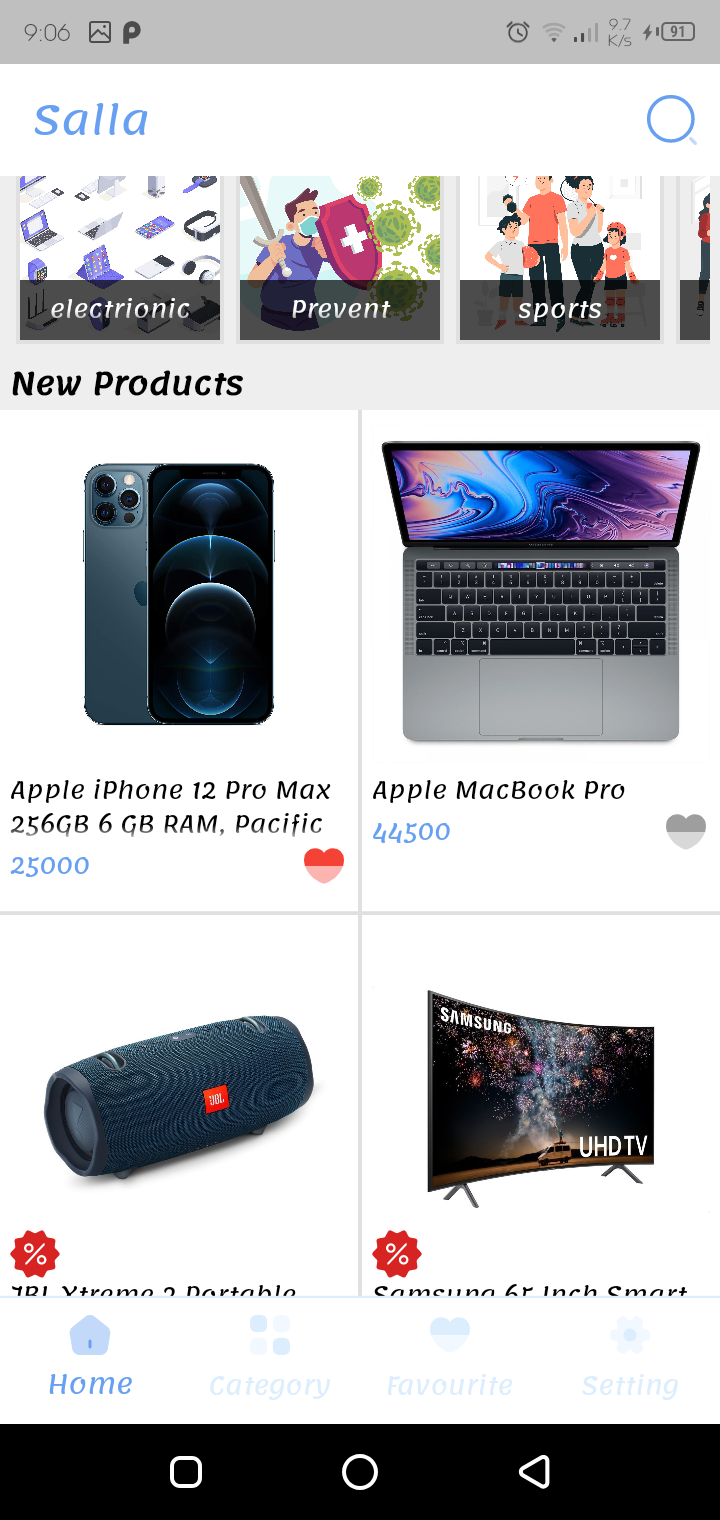 9:06
9.7
K/s
91
Salla
electrionic
Prevent
sports
New Products
Apple iPhone 12 Pro Max
256GB 6 GB RAM, Pacific
25000
Apple MacBook Pro
44500
JBL
SAMSUNG
UHDTV
%
%
JBL Xtreme 2 Portable
Samsung 65 Inch Smart
Home
Category
Favourite
Setting